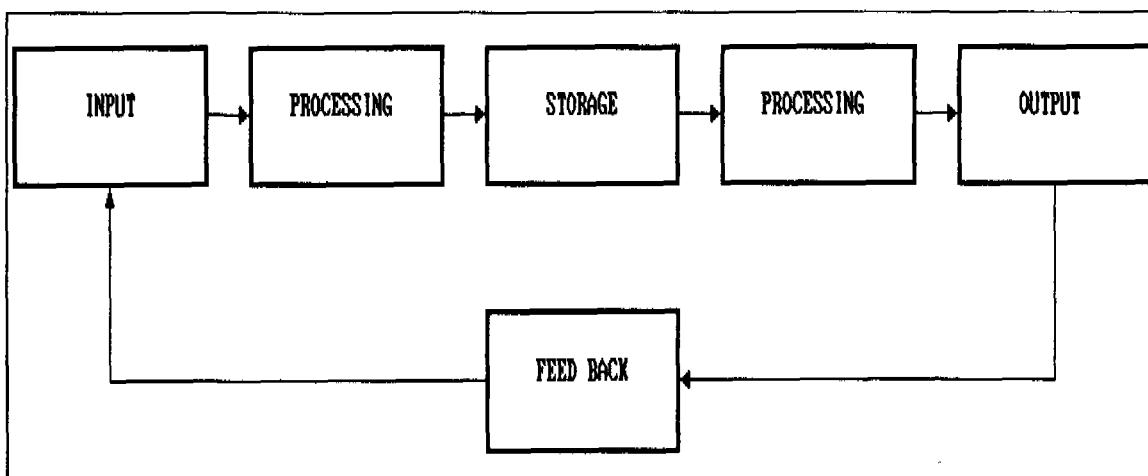 INPUT
PROCESSING
STORAGE
PROCESSING
OUTPUT
FEED BACK